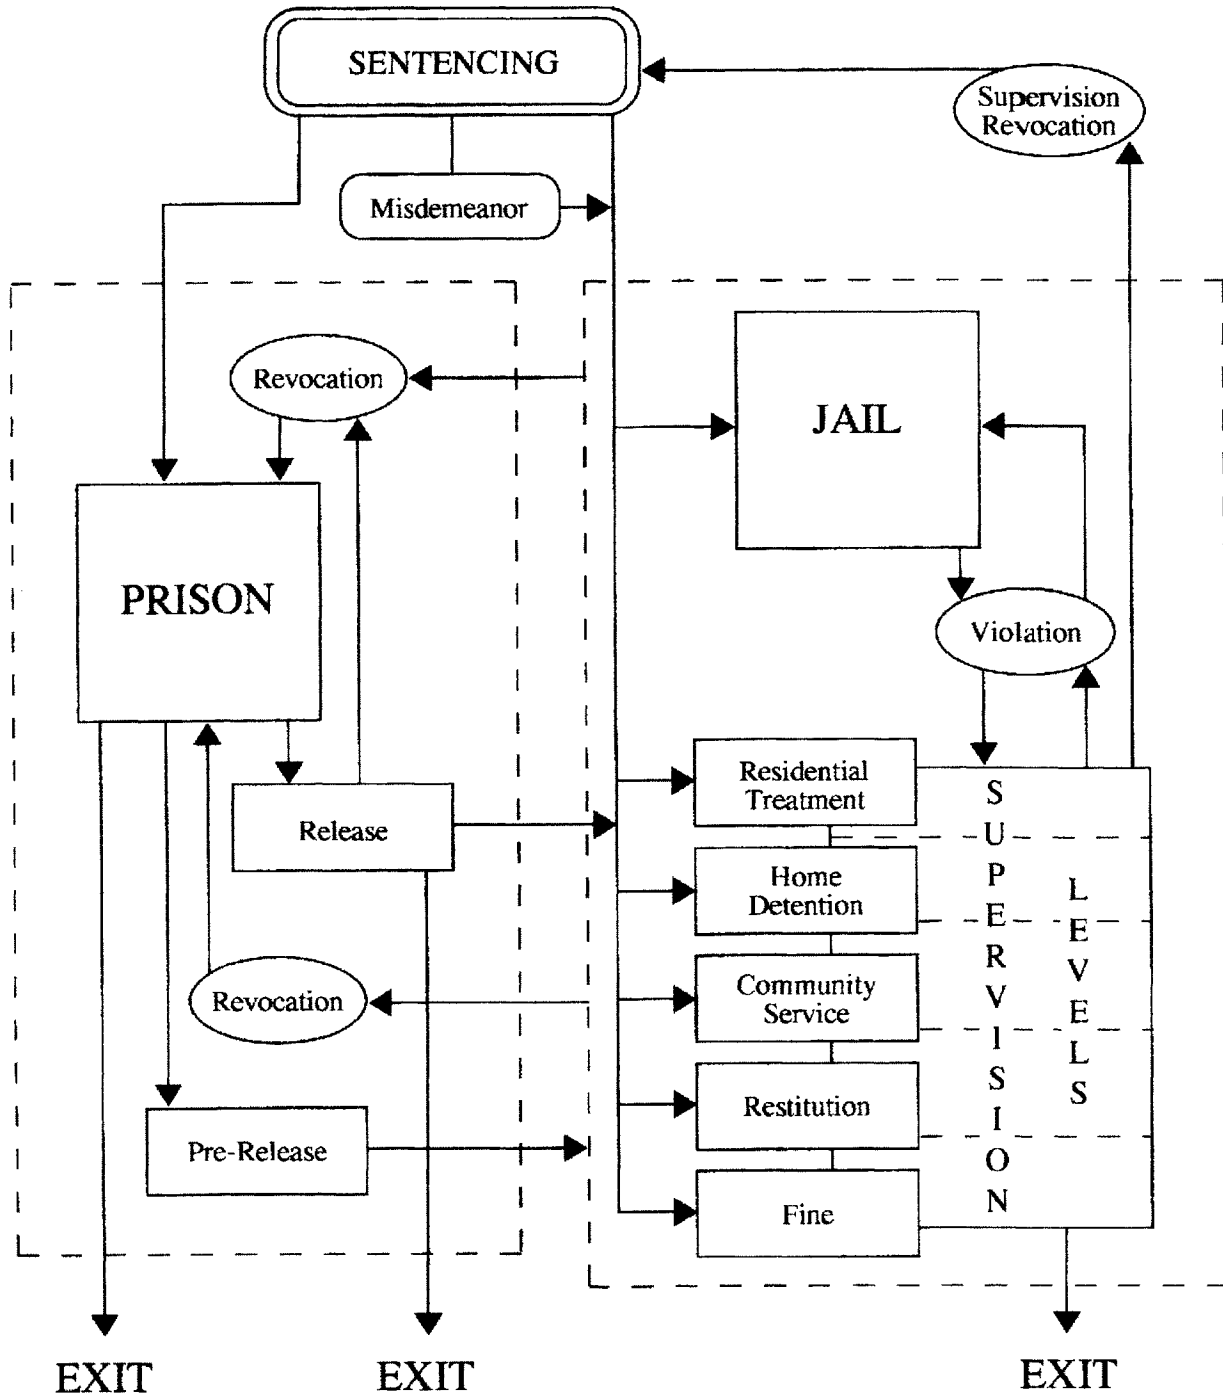 SENTENCING
Supervision
Revocation
Misdemeanor
Revocation
JAIL
PRISON
Violation
Residential
Treatment
Release
Home
Detention
SUPERVISION
LEVELS
Community
Service
Revocation
Restitution
Pre-Release
Fine
EXIT
EXIT
EXIT